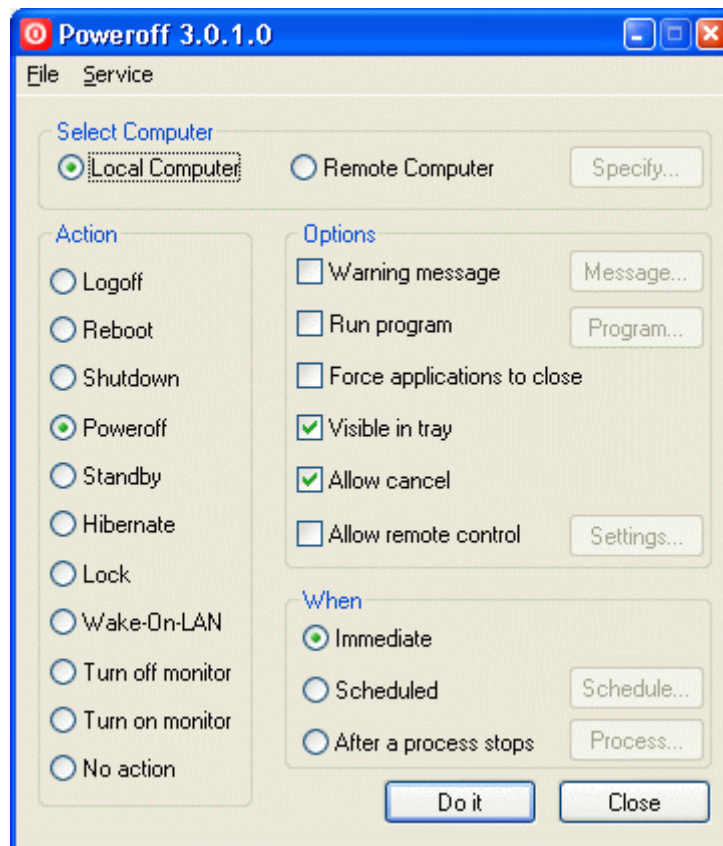 Poweroff 3.0.1.0
File Service
Select Computer
Local Computer
Remote Computer
Specify...
Action
Logoff
Reboot
Shutdown
Poweroff
Standby
Hibernate
Lock
Wake-On-LAN
Turn off monitor
Turn on monitor
No action
Options
Warning message
Message...
Run program
Program...
Force applications to close
Visible in tray
Allow cancel
Allow remote control
Settings...
When
Immediate
Scheduled
Schedule...
After a process stops
Process...
Do it
Close